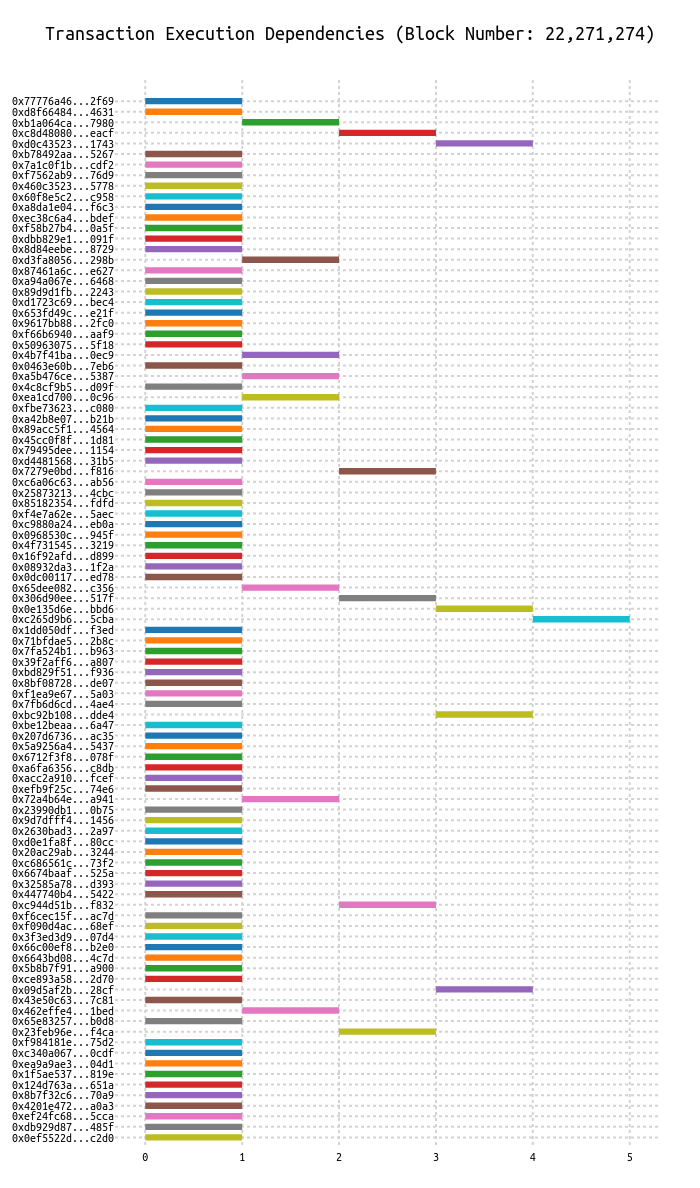 Transaction Execution Dependencies (Block Number: 22,271,274)
0x77776a46...2f69
0xd8f66484...4631
0xb1a064ca...7980
0xc8d48080...eacf
0xd0c43523...1743
0xb78492aa...5267
0x7a1c0f1b...cdf2
0xf7562ab9...76d9
0x460c3523...5778
0x60f8e5c2...c958
0xa8da1e04...f6c3
0xec38c6a4...bdef
0xf58b27b4...0a5f
0xdbb829e1...091f
0x8d84eebe...8729
0xd3fa8056...298b
0x87461a6c...e627
0xa94a067e...6468
0x89d9d1fb...2243
0xd1723c69...bec4
0x653fd49c...e21f
0x9617bb88...2fc0
0xf66b6940...aaf9
0x50963075...5f18
0x4b7f41ba...0ec9
0x0463e60b...7eb6
0xa5b476ce...5387
0x4c8cf9b5...d09f
0xea1cd700...0c96
0xfbe73623...c080
0xa42b8e07...b21b
0x89acc5f1...4564
0x45cc0f8f...1d81
0x79495dee...1154
0xd4481568...31b5
0x7279e0bd...f816
0xc6a06c63...ab56
0x25873213...4cbc
0x85182354...fdfd
0xf4e7a62e...5aec
0xc9880a24...eb0a
0x0968530c...945f
0x4f731545...3219
0x16f92afd...d899
0x08932da3...1f2a
0x0dc00117...ed78
0x65dee082...c356
0x306d90ee...517f
0x0e135d6e...bbd6
0xc265d9b6...5cba
0x1dd050df...f3ed
0x71bfdae5...2b8c
0x7fa524b1...b963
0x39f2aff6...a807
0xbd829f51...f936
0x8bf08728...de07
0xf1ea9e67...5a03
0x7fb6d6cd...4ae4
0xbc92b108...dde4
0xbe12beaa...6a47
0x207d6736...ac35
0x5a9256a4...5437
0x6712f3f8...078f
0xa6fa6356...c8db
0xacc2a910...fcef
0xefb9f25c...74e6
0x72a4b64e...a941
0x23990db1...0b75
0x9d7dfff4...1456
0x2630bad3...2a97
0xd0e1fa8f...80cc
0x20ac29ab...3244
0xc686561c...73f2
0x6674baaf...525a
0x32585a78...d393
0x447740b4...5422
0xc944d51b...f832
0xf6cec15f...ac7d
0xf090d4ac...68ef
0x3f3ed3d9...07d4
0x66c00ef8...b2e0
0x6643bd08...4c7d
0x5b8b7f91...a900
0xce893a58...2d70
0x09d5af2b...28cf
0x43e50c63...7c81
0x462effe4...1bed
0x65e83257...b0d8
0x23feb96e...f4ca
0xf984181e...75d2
0xc340a067...0cdf
0xea9a9ae3...04d1
0x1f5ae537...819e
0x124d763a...651a
0x8b7f32c6...70a9
0x4201e472...a0a3
0xef24fc68...5cca
0xdb929d87...485f
0x0ef5522d...c2d0
0 1 2 3 4 5